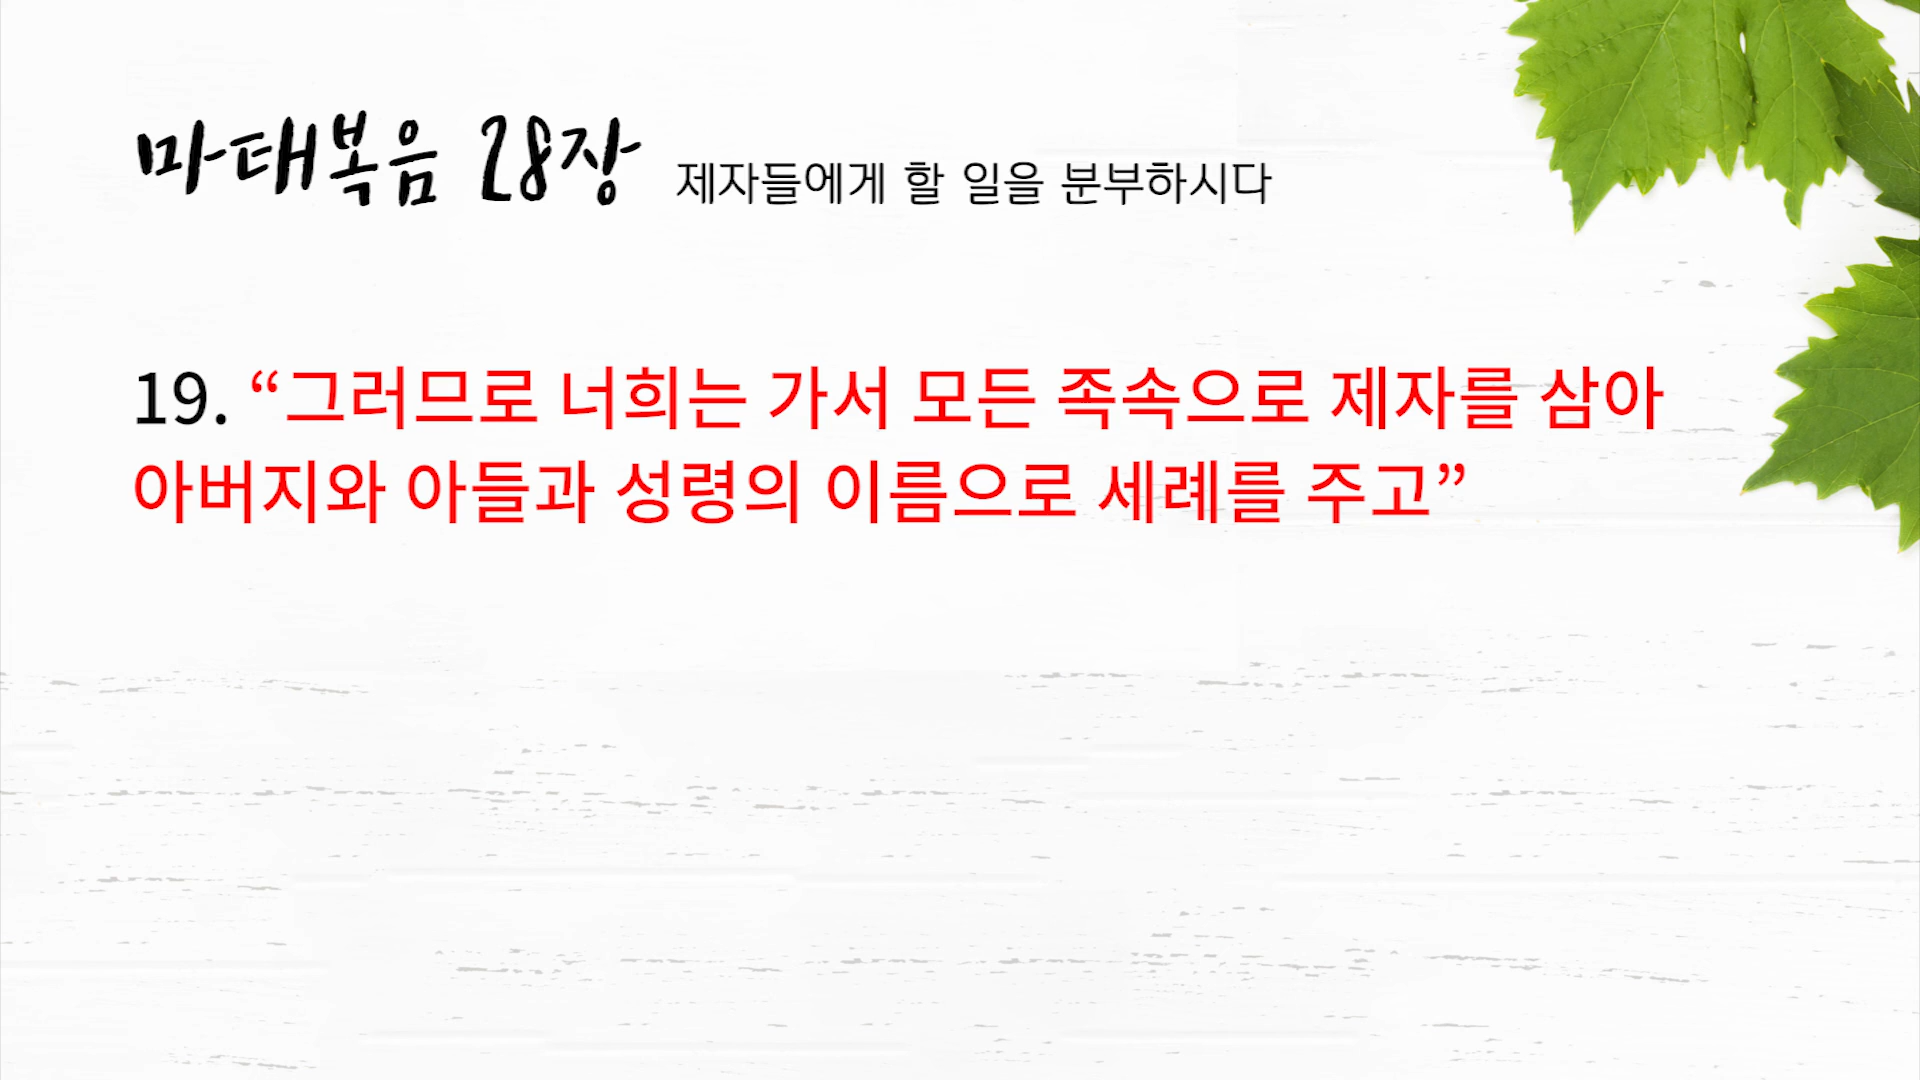 마태복음 28장 제자들에게 할 일을 분부하시다
19. “그러므로 너희는 가서 모든 족속으로 제자를 삼아
아버지와 아들과 성령의 이름으로 세례를 주고”